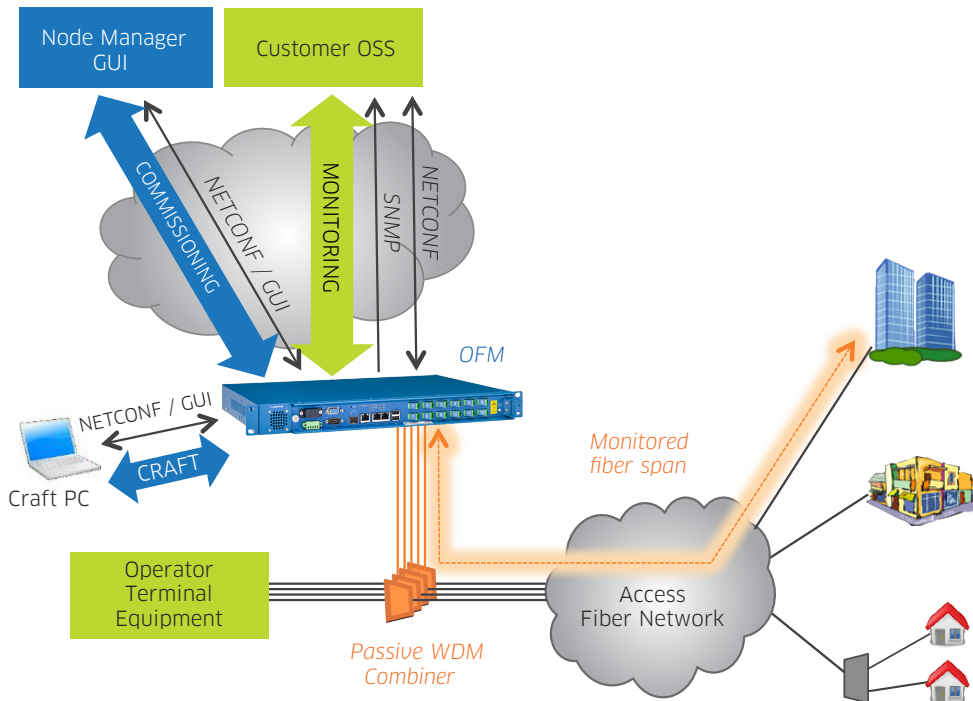 Node Manager
GUI
Customer OSS
COMMISSIONING
NETCONF / GUI
MONITORING
SNMP
NETCONF
OFM
NETCONF / GUI
CRAFT
Craft PC
Monitored
fiber span
Operator
Terminal
Equipment
Access
Fiber Network
Passive WDM
Combiner